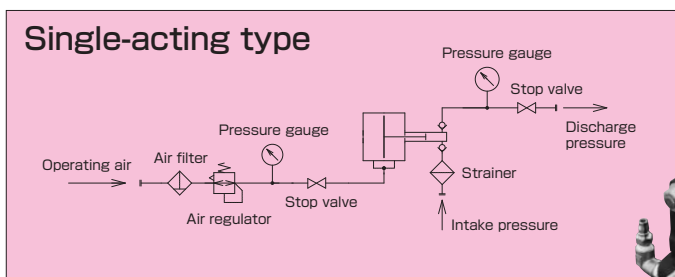 Single-acting type
Pressure gauge
Stop valve
Discharge
pressure
Pressure gauge
Operating air
Air filter
Strainer
Stop valve
Air regulator
Intake pressure